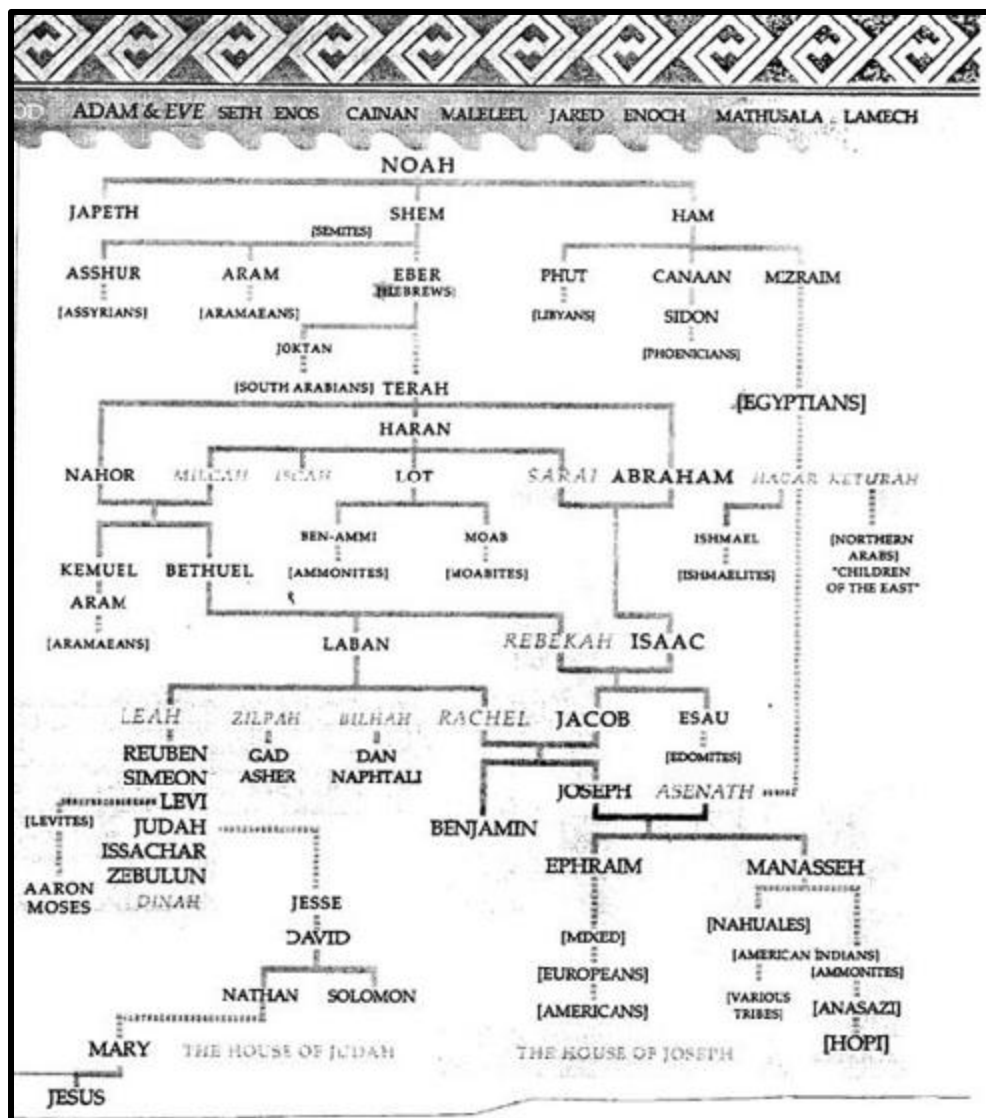 OD ADAM & EVE SETH ENOS CAINAN MALELEEL JARED ENOCH MATHUSALA LAMECH
NOAH
JAPETH SHEM HAM
[SEMITES]
ASSHUR ARAM EBER PHUT CANAAN MIZRAIM
[HEBREWS]
[ASSYRIANS] [ARAMAEANS] [LIBYANS] SIDON
JOKTAN [PHOENICIANS]
[SOUTH ARABIANS] TERAH [EGYPTIANS]
HARAN
NAHOR MILCAH ISCAH LOT SARAI ABRAHAM HAGAR KETURAH
BEN-AMMI MOAB ISHMAEL [NORTHERN
ARABS]
KEMUEL BETHUEL [AMMONITES] [MOABITES] [ISHMAELITES] "CHILDREN
OF THE EAST"
ARAM
[ARAMAEANS] LABAN REBEKAH ISAAC
LEAH ZILPAH BILHAH RACHEL JACOB ESAU
REUBEN GAD DAN [EDOMITES]
SIMEON ASHER NAPHTALI
LEVI JOSEPH ASENATH
[LEVITES]
JUDAH BENJAMIN
ISSACHAR
ZEBULUN EPHRAIM MANASSEH
AARON
MOSES DINAH JESSE
[NAHUALES]
DAVID [MIXED]
[AMERICAN INDIANS]
[EUROPEANS] [AMMONITES]
NATHAN SOLOMON [AMERICANS] [VARIOUS
TRIBES] [ANASAZI]
MARY THE HOUSE OF JUDAH THE HOUSE OF JOSEPH [HOPI]
JESUS